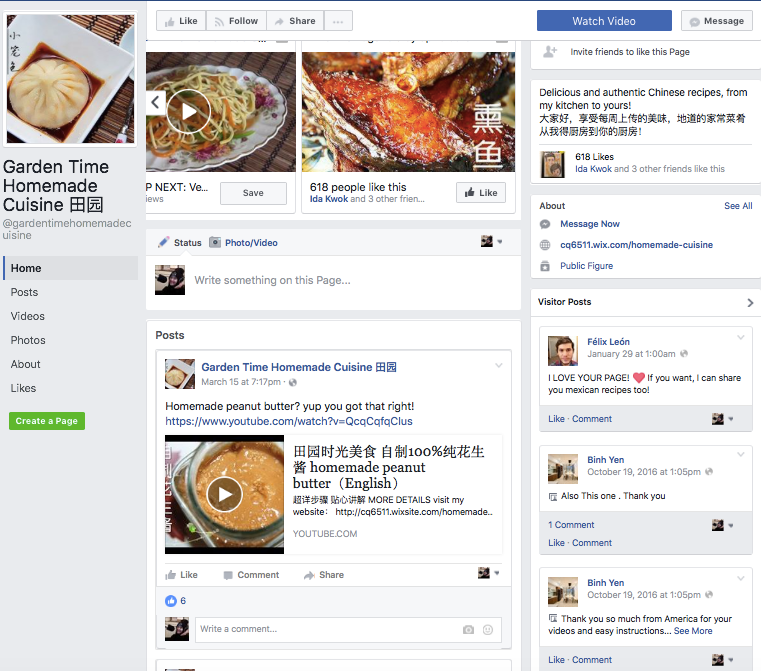 Like
Follow
Share
...
Watch Video
Message
小笼包
Garden Time
Homemade
Cuisine 田园
@gardentimehomemadec
uisine
Home
Posts
Videos
Photos
About
Likes
Create a Page
熏鱼
P NEXT: Ve...
iews
Save
618 people like this
Ida Kwok and 3 other frien...
Like
Status
Photo/Video
Write something on this Page...
Posts
Garden Time Homemade Cuisine 田园
March 15 at 7:17pm ·
Homemade peanut butter? yup you got that right!
https://www.youtube.com/watch?v=QcqCqfqCIus
田园时光美食 自制100%纯花生
酱 homemade peanut
butter（English）
超详步骤 贴心讲解 MORE DETAILS visit my
website： http://cq6511.wixsite.com/homemade..
YOUTUBE.COM
Like
Comment
Share
6
Write a comment...
Invite friends to like this Page
Delicious and authentic Chinese recipes, from
my kitchen to yours!
大家好，享受每周上传的美味，地道的家常菜肴
从我得厨房到你的厨房！
618 Likes
Ida Kwok and 3 other friends like this
About
See All
Message Now
cq6511.wix.com/homemade-cuisine
Public Figure
Visitor Posts
Félix León
January 29 at 1:00am ·
I LOVE YOUR PAGE! ❤ If you want, I can share
you mexican recipes too!
Like · Comment
Binh Yen
October 19, 2016 at 1:05pm ·
Also This one . Thank you
1 Comment
Like · Comment
Binh Yen
October 19, 2016 at 1:05pm ·
Thank you so much from America for your
videos and easy instructions... See More
Like · Comment